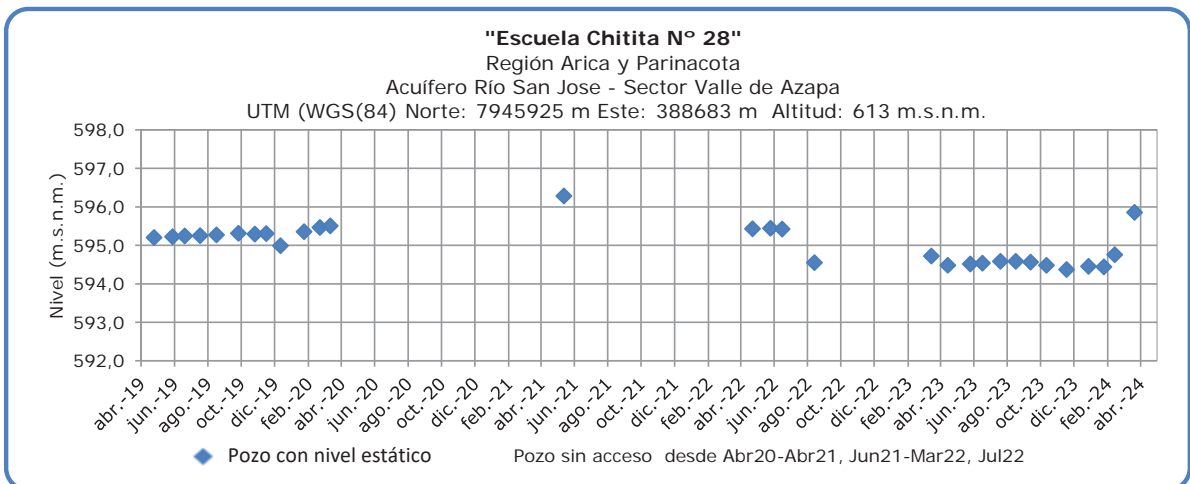 "Escuela Chitita N° 28"
Región Arica y Parinacota
Acuífero Río San Jose - Sector Valle de Azapa
UTM (WGS(84) Norte: 7945925 m Este: 388683 m Altitud: 613 m.s.n.m.
598,0
597,0
596,0
595,0
594,0
593,0
592,0
Nivel (m.s.n.m.)
abr.-19
jun.-19
ago.-19
oct.-19
dic.-19
feb.-20
abr.-20
jun.-20
ago.-20
oct.-20
dic.-20
feb.-21
abr.-21
jun.-21
ago.-21
oct.-21
dic.-21
feb.-22
abr.-22
jun.-22
ago.-22
oct.-22
dic.-22
feb.-23
abr.-23
jun.-23
ago.-23
oct.-23
dic.-23
feb.-24
abr.-24
Pozo con nivel estático
Pozo sin acceso desde Abr20-Abr21, Jun21-Mar22, Jul22